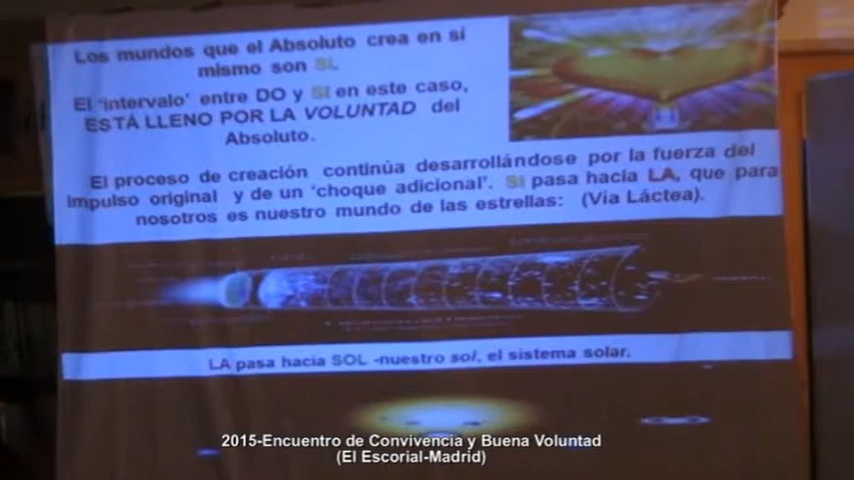 Los mundos que el Absoluto crea en sí
mismo son SI.
El 'intervalo' entre DO y SI en este caso,
ESTÁ LLENO POR LA VOLUNTAD del
Absoluto.
El proceso de creación continúa desarrollándose por la fuerza del
impulso original y de un 'choque adicional'. SI pasa hacia LA, que para
nosotros es nuestro mundo de las estrellas: (Vía Láctea).
LA pasa hacia SOL -nuestro sol, el sistema solar.
2015-Encuentro de Convivencia y Buena Voluntad
(El Escorial-Madrid)